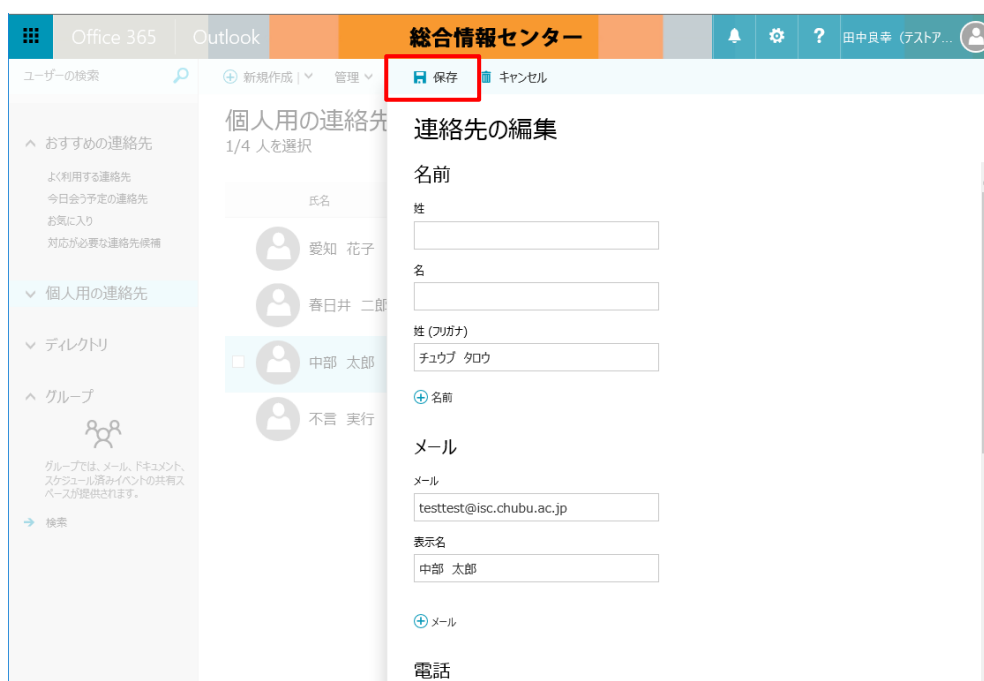 Office 365 Outlook 総合情報センター ? 田中良幸 (テストア...
ユーザーの検索
新規作成 | 管理
保存 キャンセル
おすすめの連絡先
よく利用する連絡先
今日会う予定の連絡先
お気に入り
対応が必要な連絡先候補
個人用の連絡先
ディレクトリ
グループ
グループでは、メール、ドキュメント、
スケジュール済みイベントの共有ス
ペースが提供されます。
検索
個人用の連絡先
1/4 人を選択
氏名
愛知 花子
春日井 二郎
中部 太郎
不言 実行
連絡先の編集
名前
姓
名
姓 (フリガナ)
チュウブ タロウ
名前
メール
メール
testtest@isc.chubu.ac.jp
表示名
中部 太郎
メール
電話